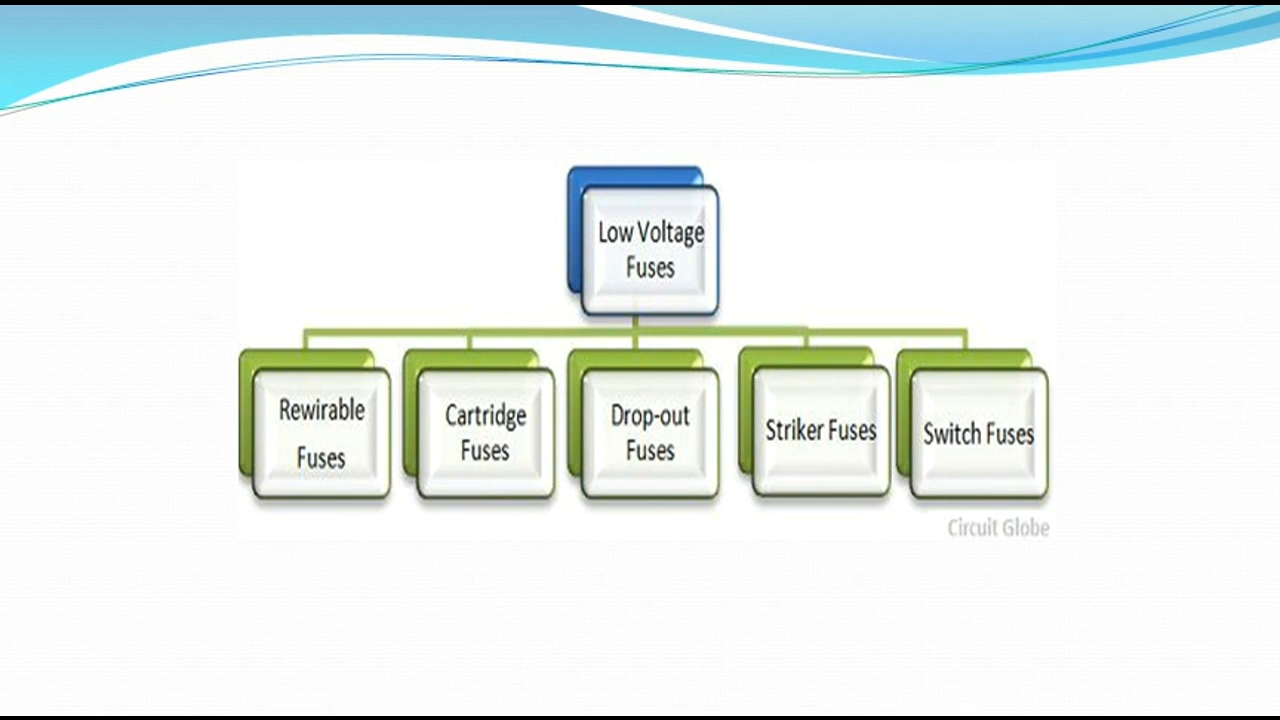 Low Voltage
Fuses
Rewirable
Fuses
Cartridge
Fuses
Drop-out
Fuses
Striker Fuses
Switch Fuses
Circuit Globe